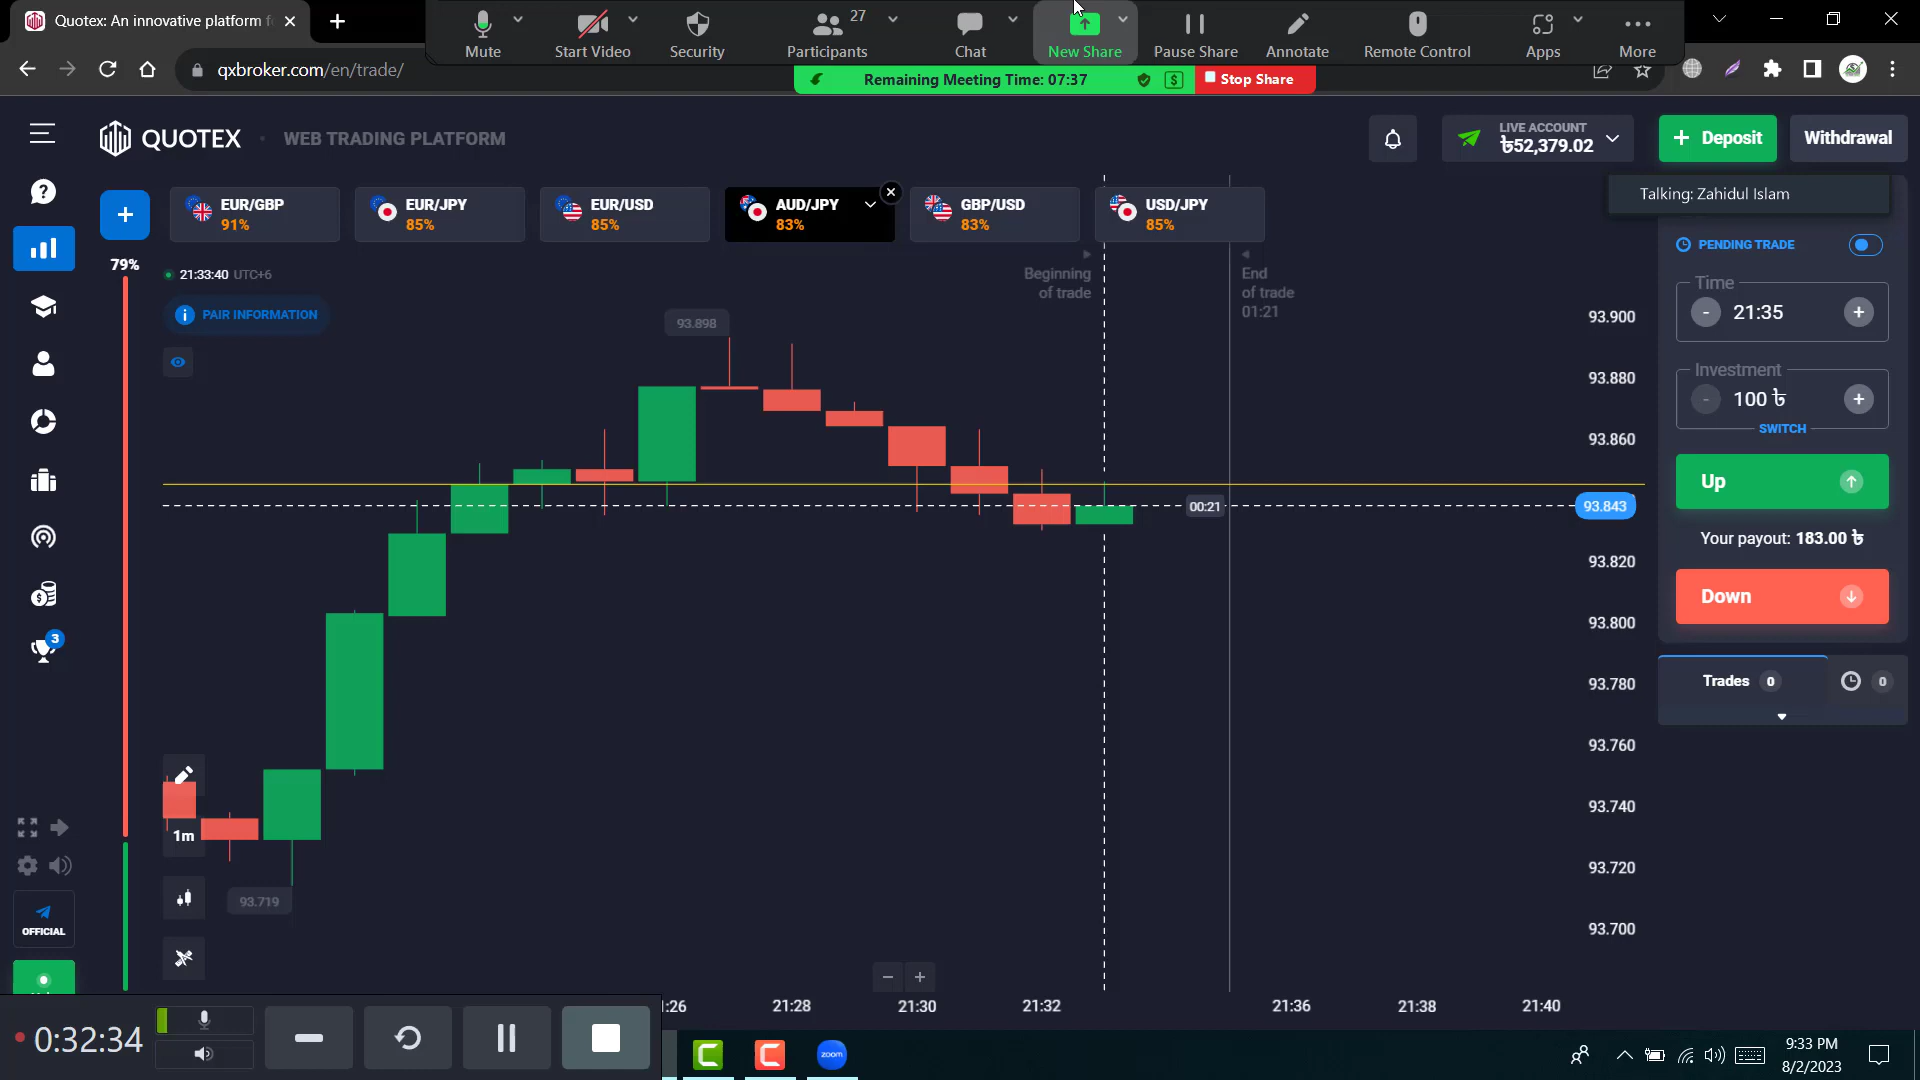 Quotex: An innovative platform f
Mute
Start Video
Security
27
Participants
Chat
New Share
Pause Share
Annotate
Remote Control
Apps
More
qxbroker.com/en/trade/
Remaining Meeting Time: 07:37
$
Stop Share
QUOTEX
WEB TRADING PLATFORM
LIVE ACCOUNT
৳52,379.02
+ Deposit
Withdrawal
Talking: Zahidul Islam
+
EUR/GBP
91%
EUR/JPY
85%
EUR/USD
85%
AUD/JPY
83%
GBP/USD
83%
USD/JPY
85%
79%
21:33:40 UTC+6
PAIR INFORMATION
Beginning
of trade
End
of trade
01:21
93.898
93.900
93.880
93.860
93.843
93.820
93.800
93.780
93.760
93.740
93.720
93.700
00:21
93.719
1m
PENDING TRADE
Time
- 21:35 +
Investment
- 100 ৳ +
SWITCH
Up
Your payout: 183.00 ৳
Down
Trades 0
0
3
OFFICIAL
:26
21:28
21:30
21:32
21:36
21:38
21:40
0:32:34
zoom
9:33 PM
8/2/2023